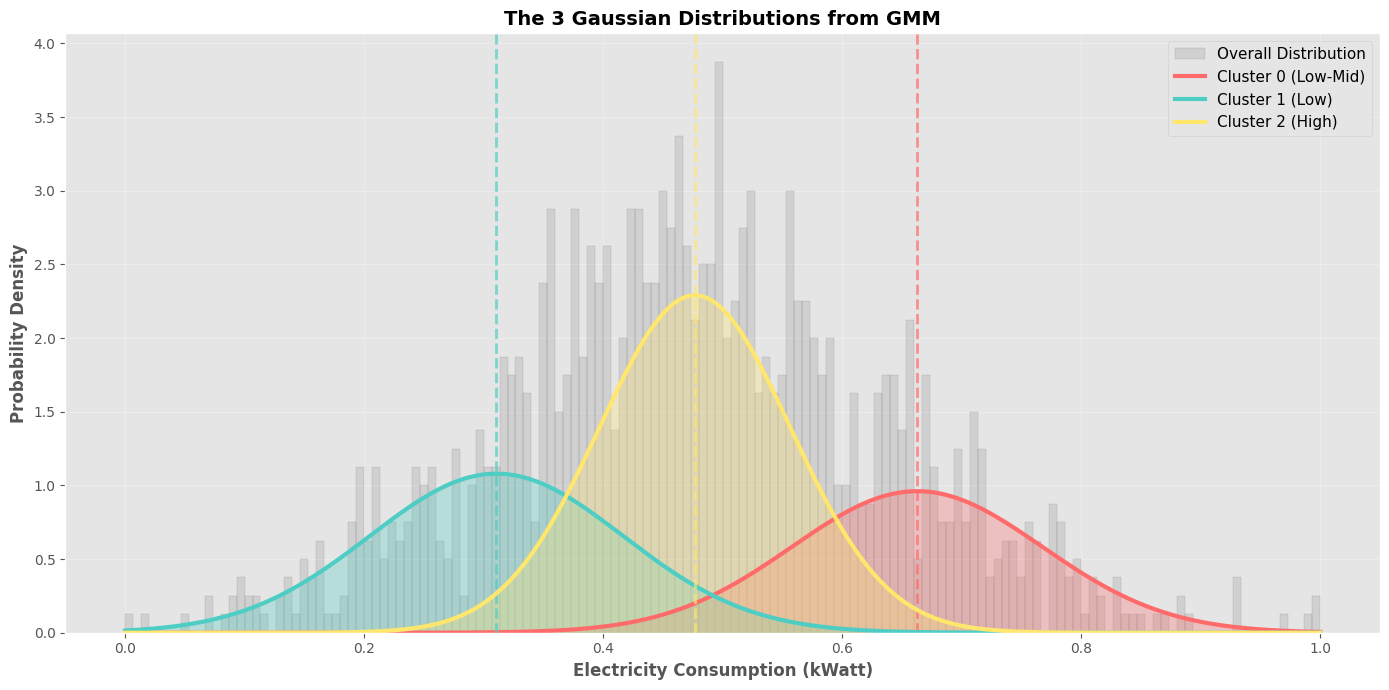 The 3 Gaussian Distributions from GMM
Overall Distribution
Cluster 0 (Low-Mid)
Cluster 1 (Low)
Cluster 2 (High)
Probability Density
4.0
3.5
3.0
2.5
2.0
1.5
1.0
0.5
0.0
0.0 0.2 0.4 0.6 0.8 1.0
Electricity Consumption (kWatt)